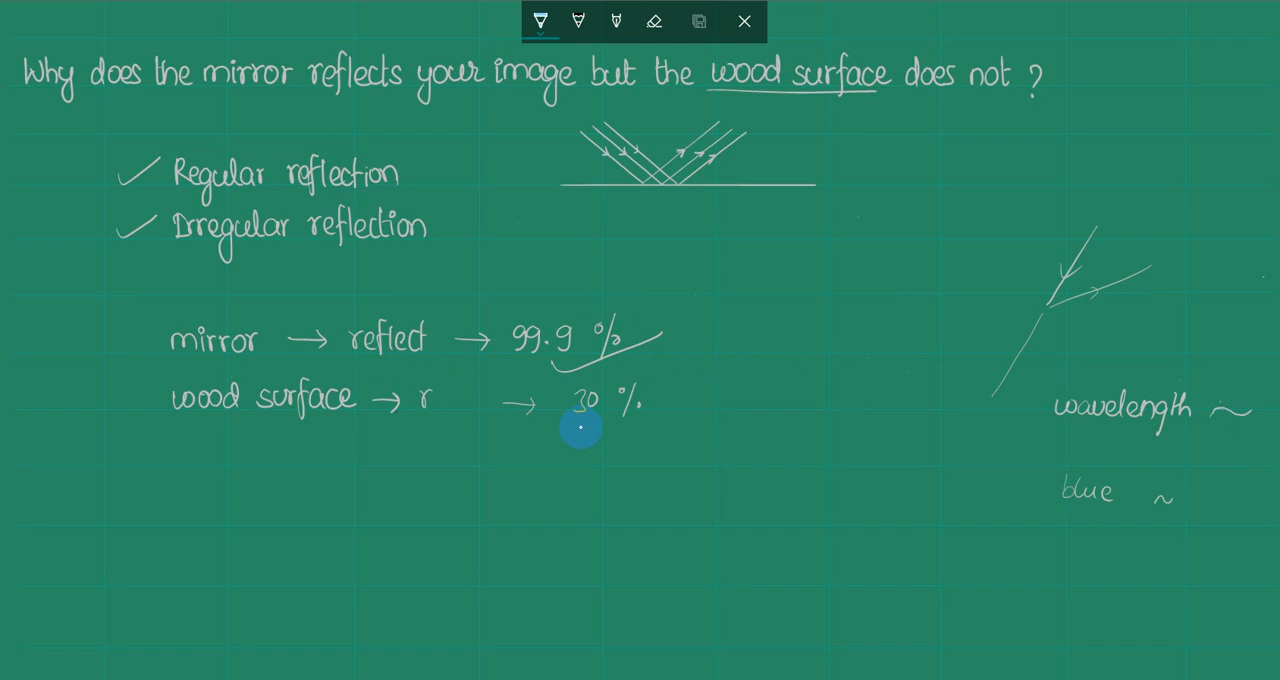 Why does the mirror reflects your image but the wood surface does not ?
Regular reflection
Irregular reflection
mirror → reflect → 99.9 %
wood surface → r → 30 %
wavelength ~
blue ~